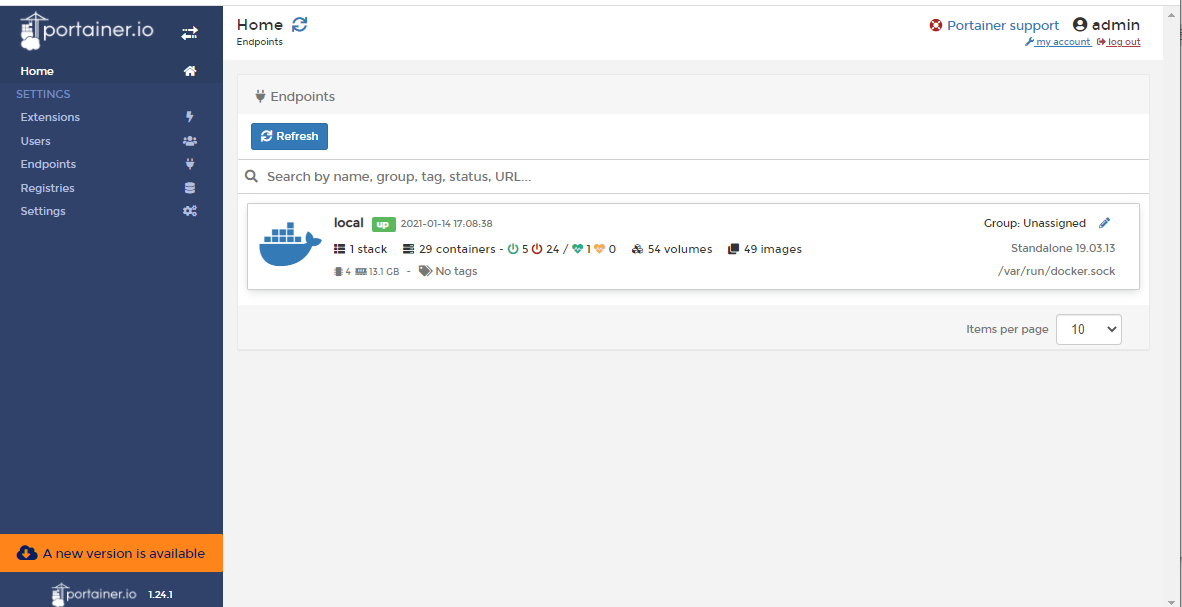 portainer.io
Home
SETTINGS
Extensions
Users
Endpoints
Registries
Settings
A new version is available
portainer.io 1.24.1
Home
Endpoints
Portainer support admin
my account log out
Endpoints
Refresh
Search by name, group, tag, status, URL...
local up 2021-01-14 17:08:38
Group: Unassigned
1 stack 29 containers - 5 24 / 1 0 54 volumes 49 images
Standalone 19.03.13
4 13.1 GB - No tags
/var/run/docker.sock
Items per page 10